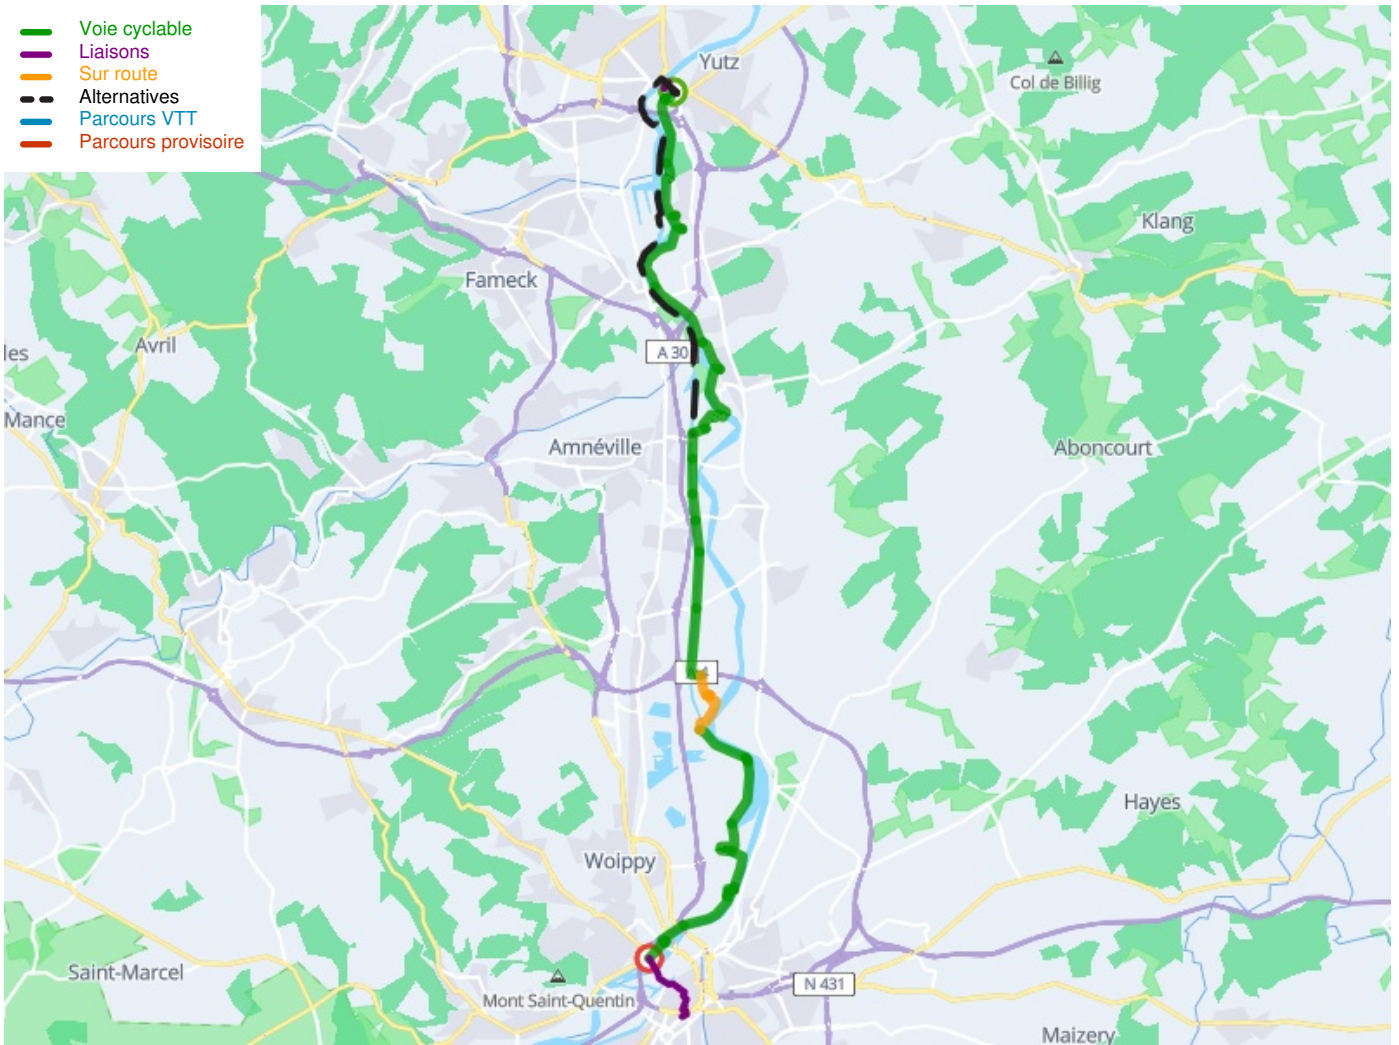 Voie cyclable
Liaisons
Sur route
Alternatives
Parcours VTT
Parcours provisoire
Yutz
Col de Billig
Klang
Fameck
Avril
les
A 30
Mance
Amnéville
Aboncourt
4
Hayes
Woippy
Saint-Marcel
Mont Saint-Quentin
N 431
Maizery